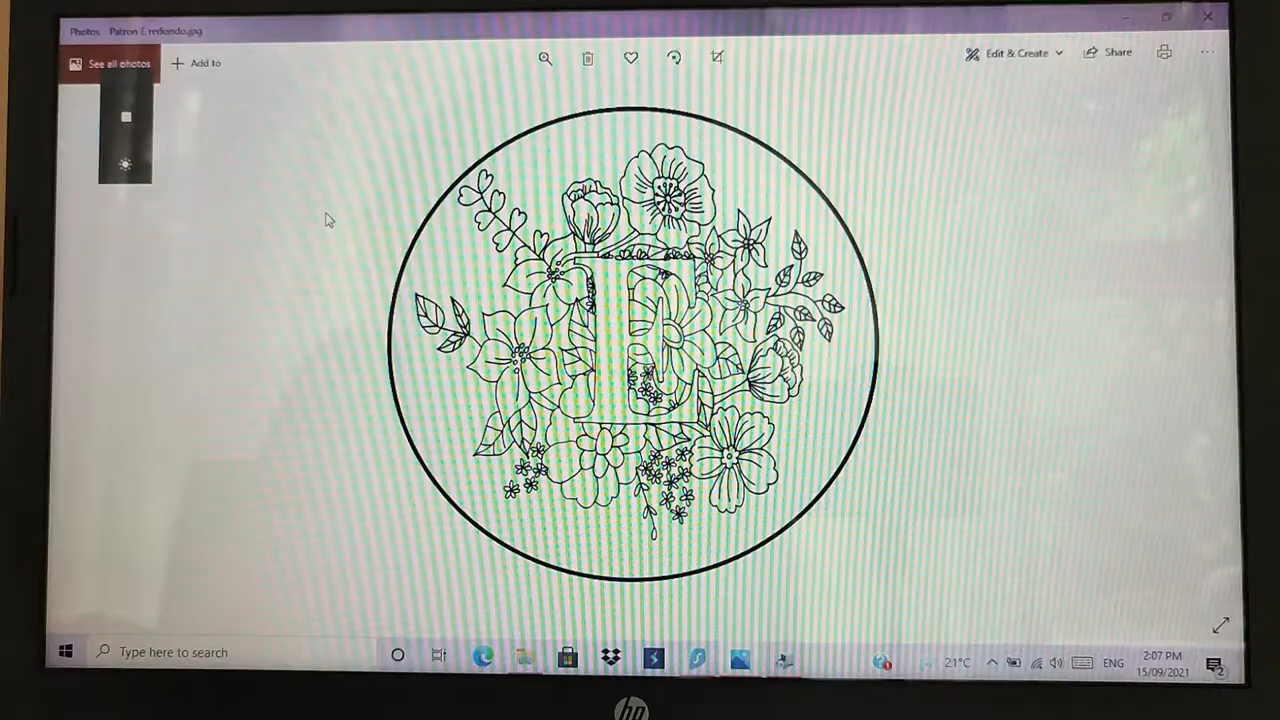 Photos Patron E redondo.jpg
See all photos
Add to
Edit & Create
Share
E
Type here to search
21°C
ENG
2:07 PM
15/09/2021
2
hp